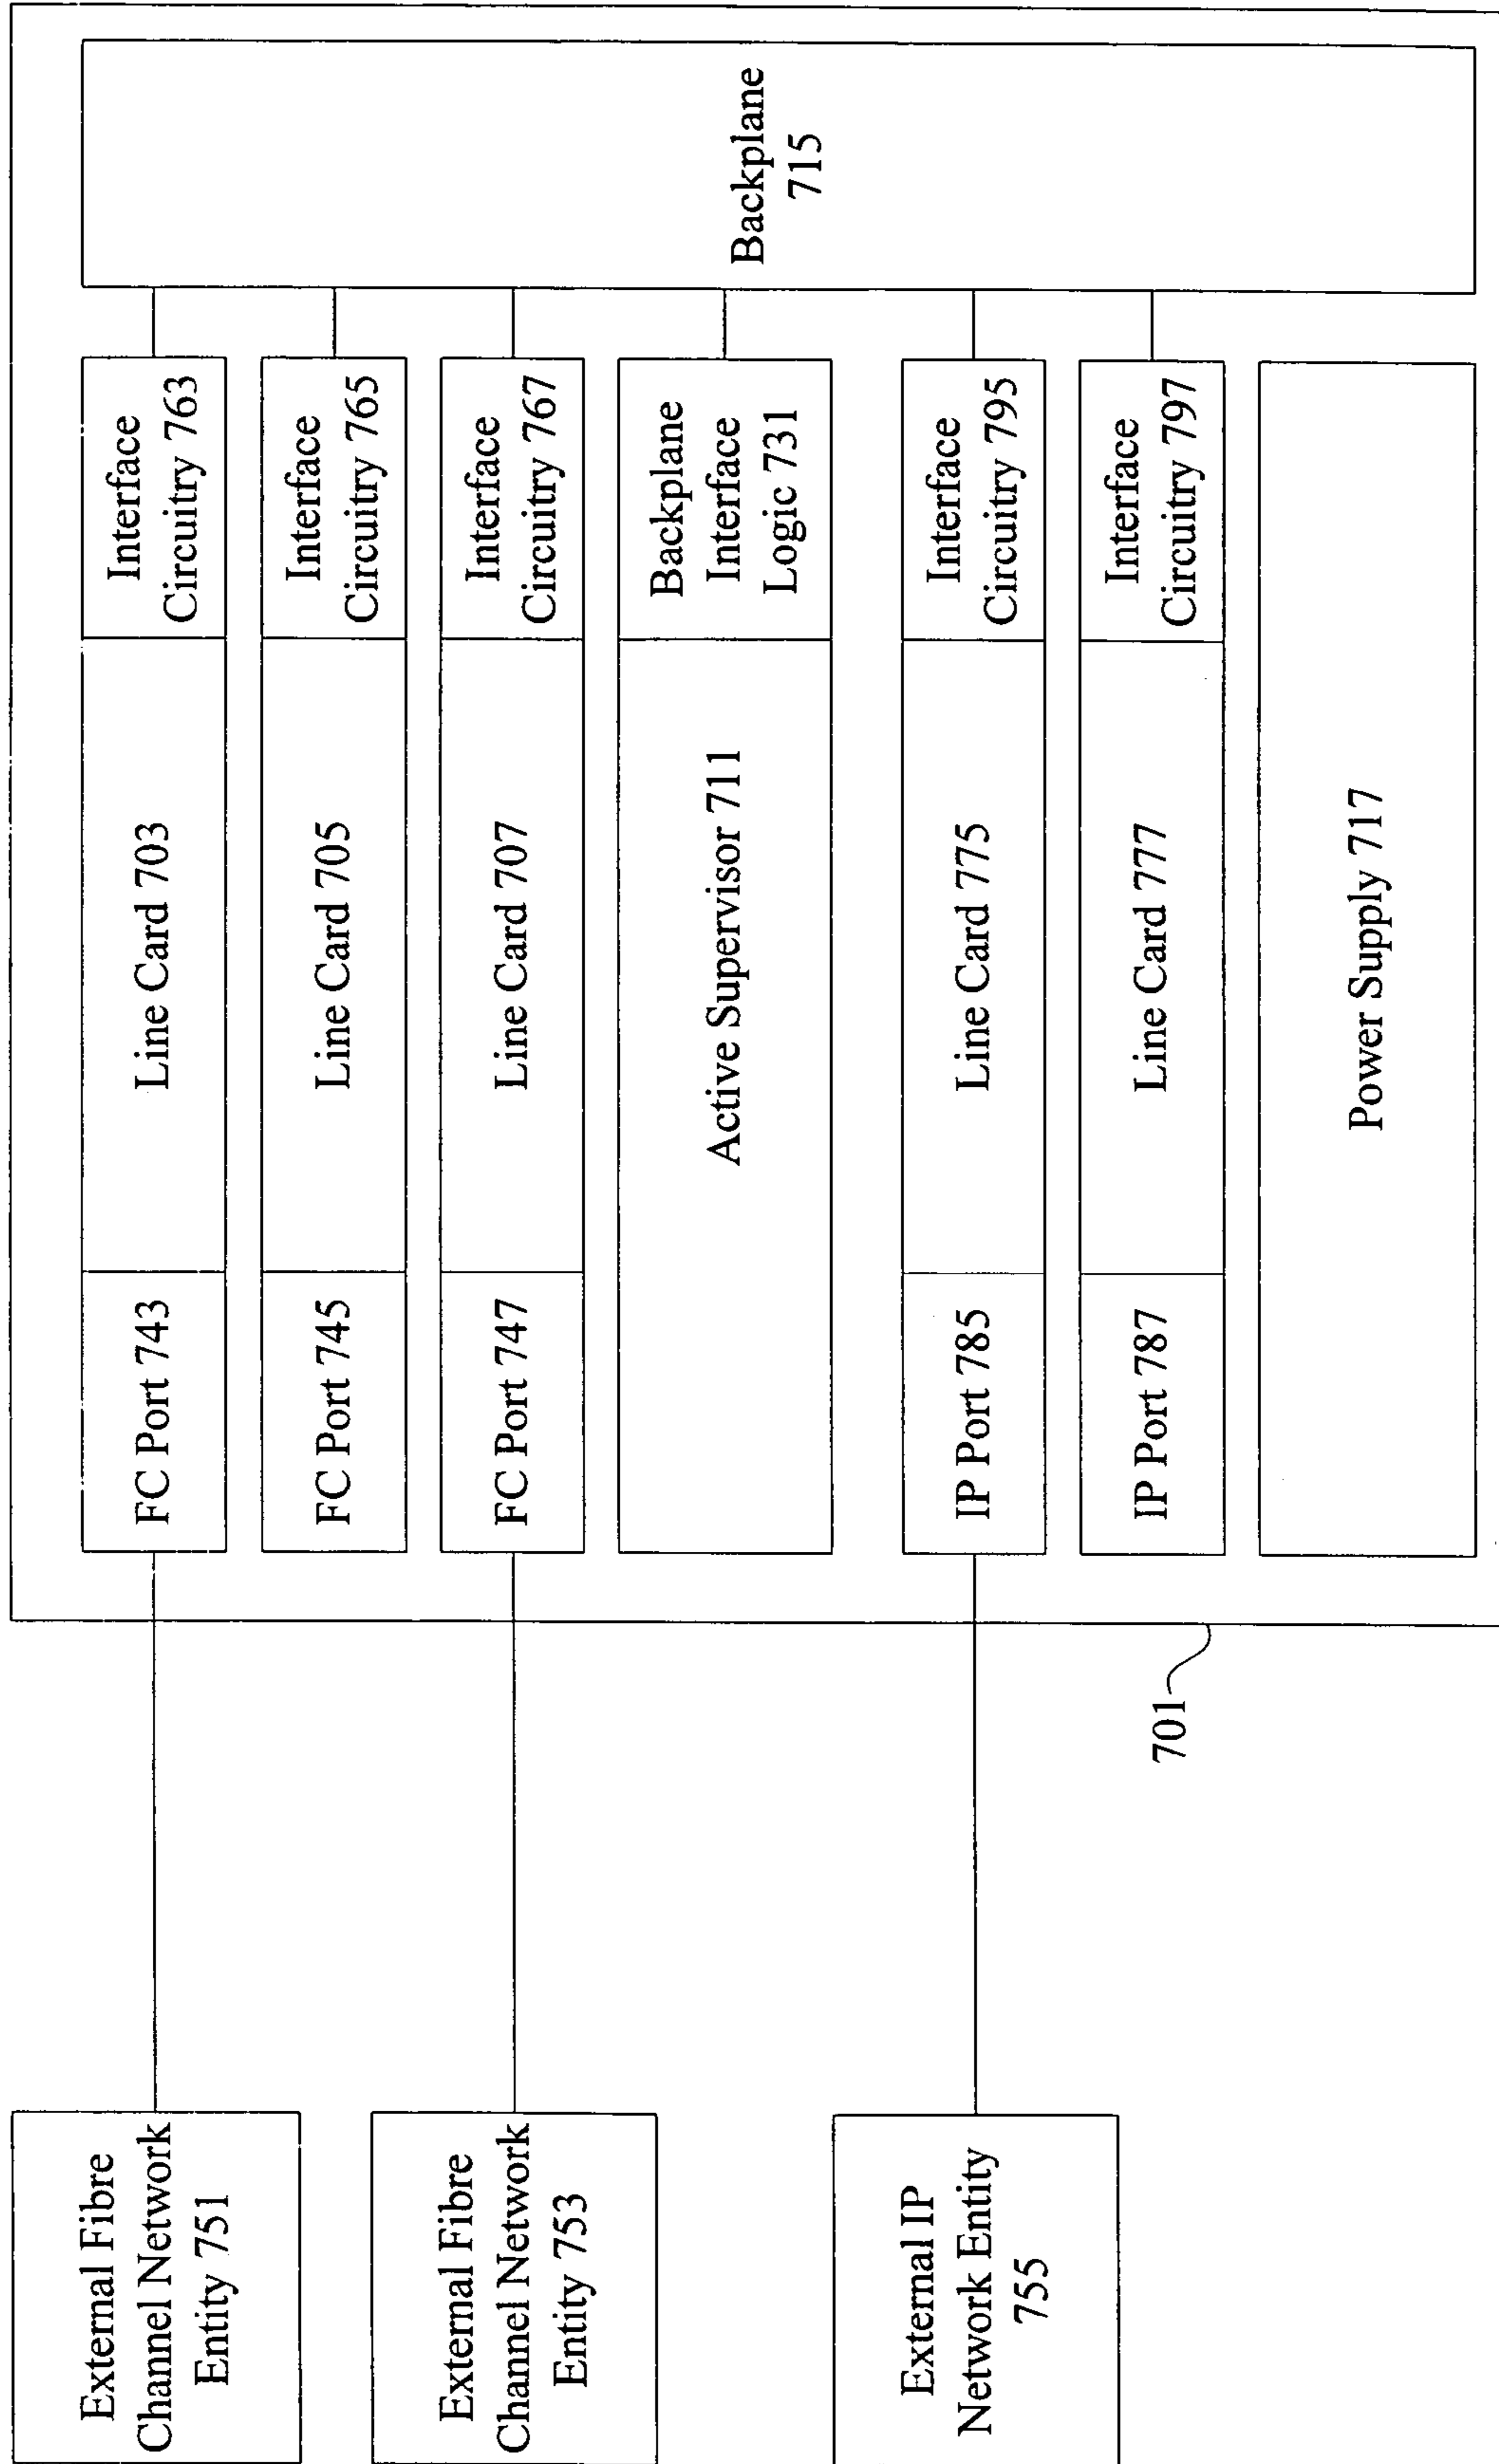 External Fibre
Channel Network
Entity 751
External Fibre
Channel Network
Entity 753
External IP
Network Entity
755
701
FC Port 743
Line Card 703
Interface
Circuitry 763
FC Port 745
Line Card 705
Interface
Circuitry 765
FC Port 747
Line Card 707
Interface
Circuitry 767
Active Supervisor 711
Backplane
Interface
Logic 731
IP Port 785
Line Card 775
Interface
Circuitry 795
IP Port 787
Line Card 777
Interface
Circuitry 797
Power Supply 717
Backplane
715